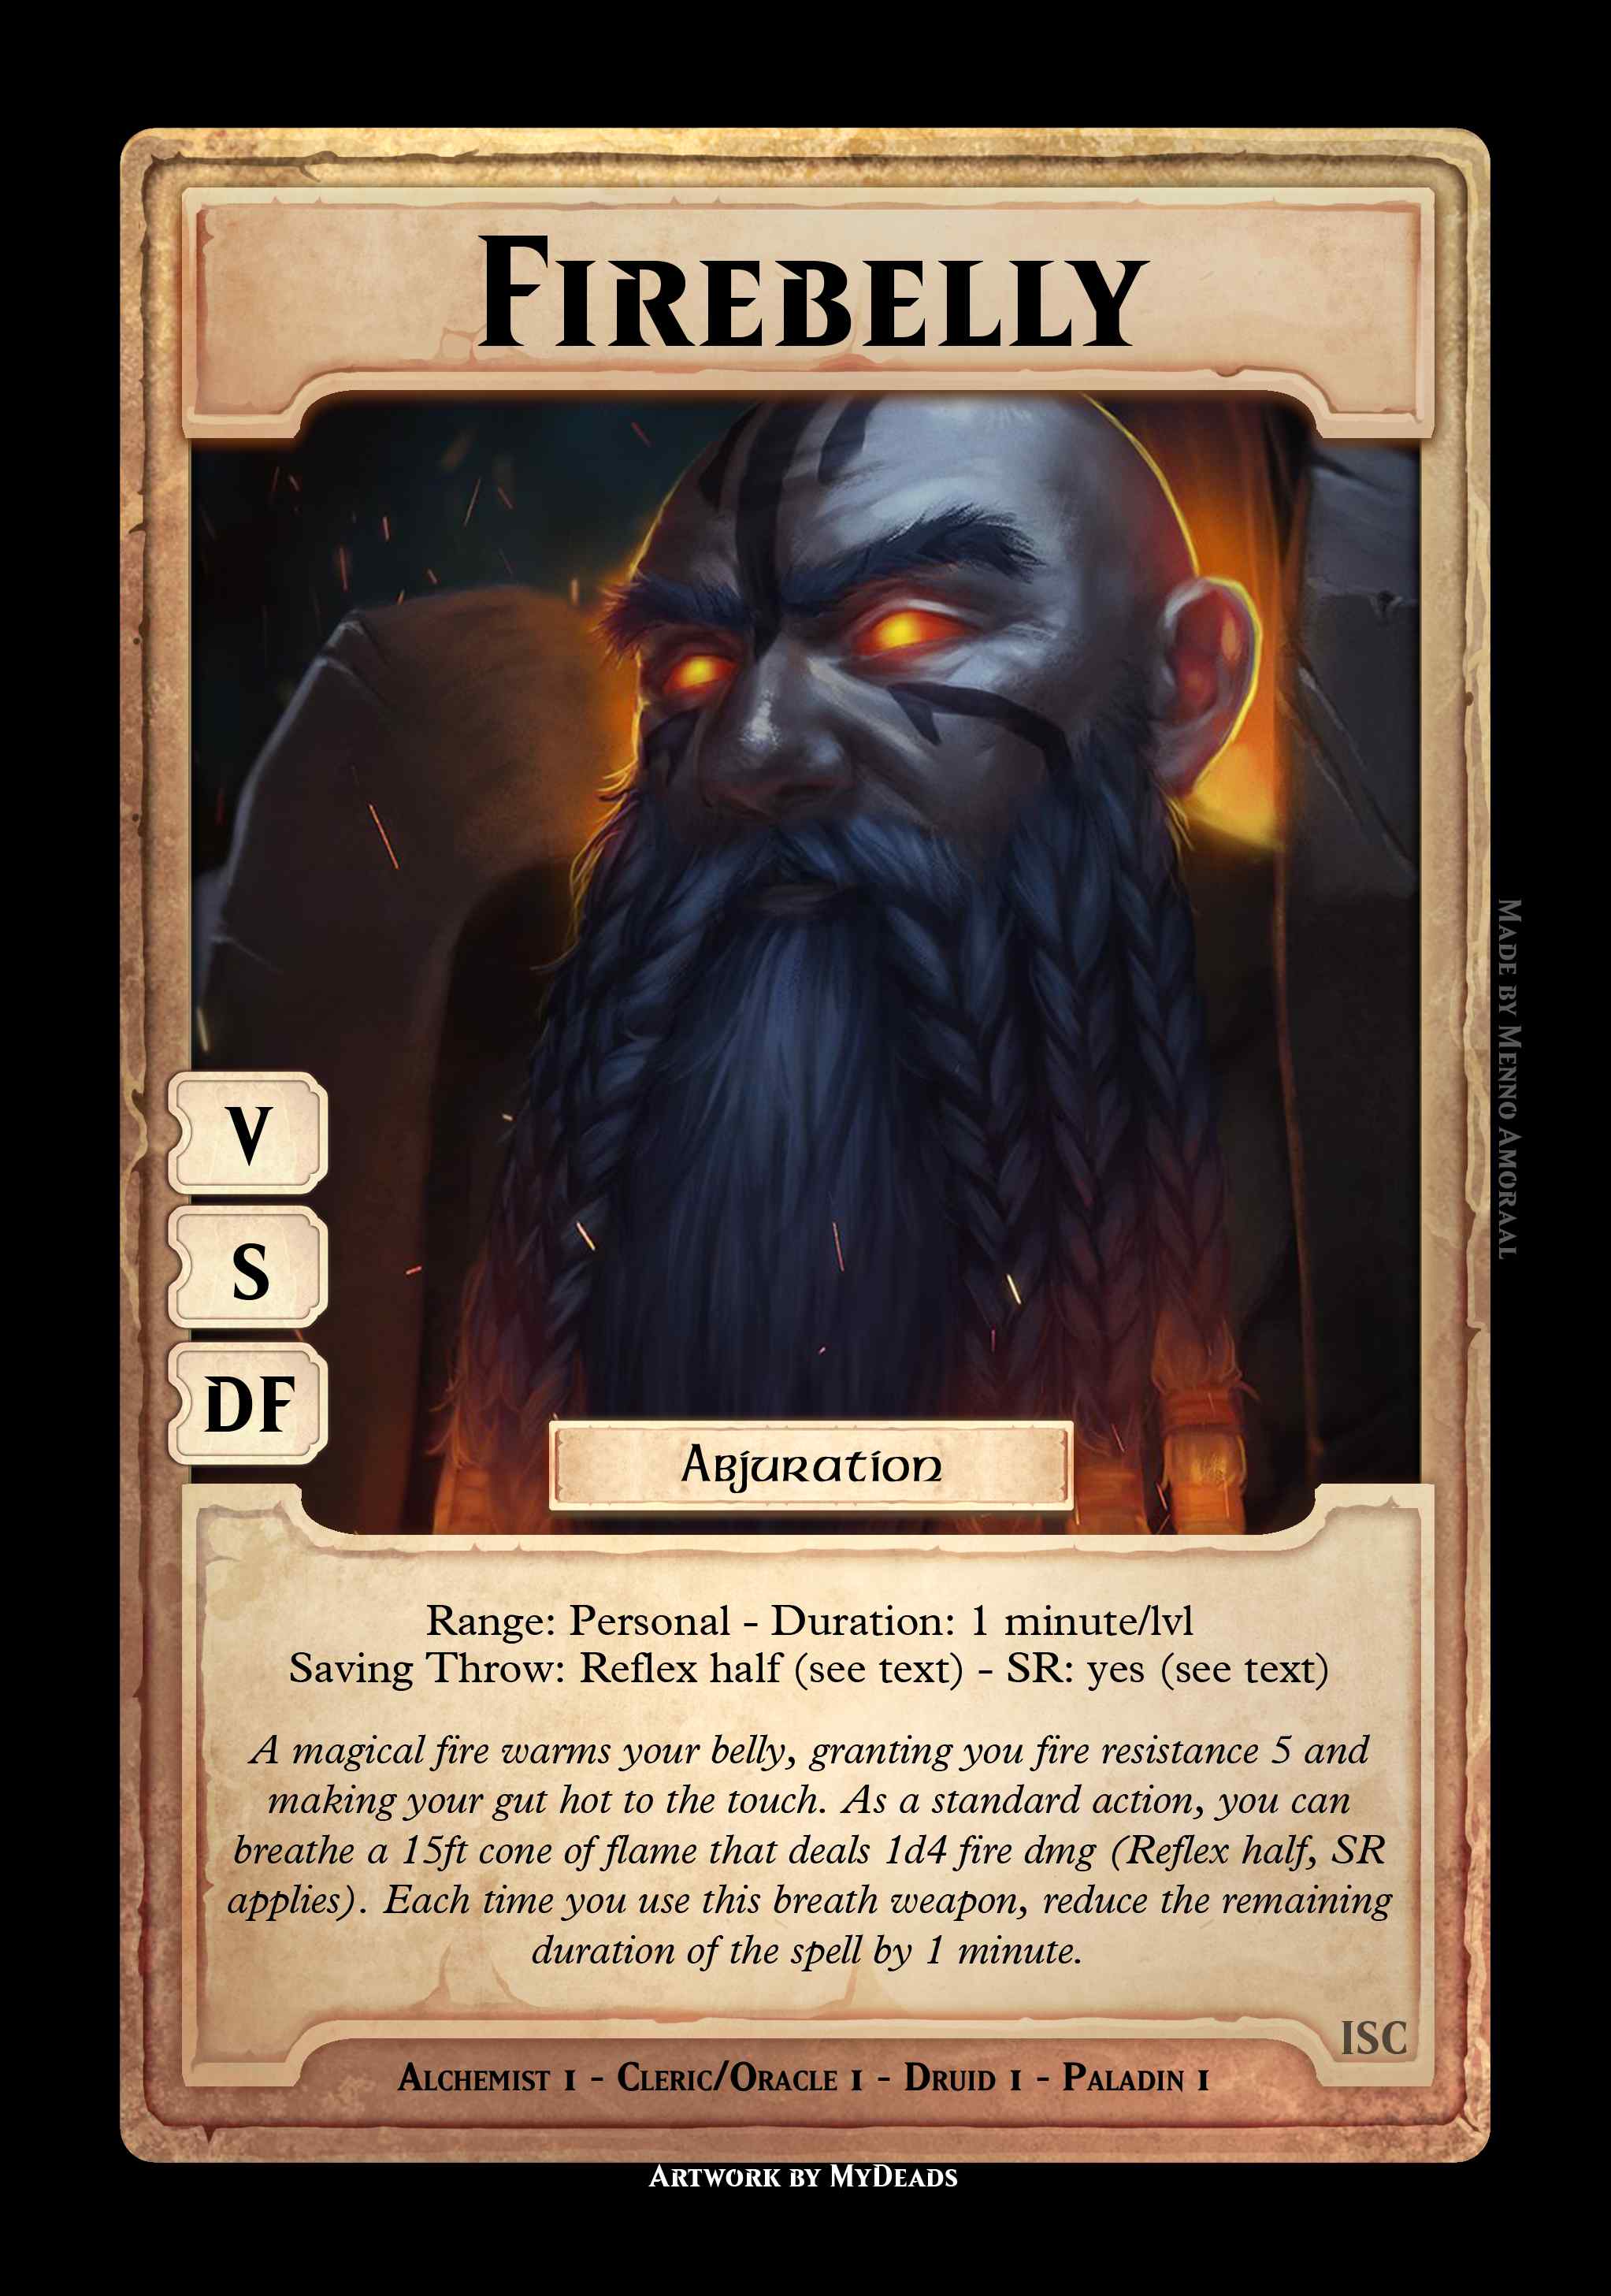 Firebelly
Made by Menno Amoraal
V
S
DF
Abjuration
Range: Personal - Duration: 1 minute/lvl
Saving Throw: Reflex half (see text) - SR: yes (see text)
A magical fire warms your belly, granting you fire resistance 5 and
making your gut hot to the touch. As a standard action, you can
breathe a 15ft cone of flame that deals 1d4 fire dmg (Reflex half, SR
applies). Each time you use this breath weapon, reduce the remaining
duration of the spell by 1 minute.
ISC
Alchemist 1 - Cleric/Oracle 1 - Druid 1 - Paladin 1
Artwork by MyDeads